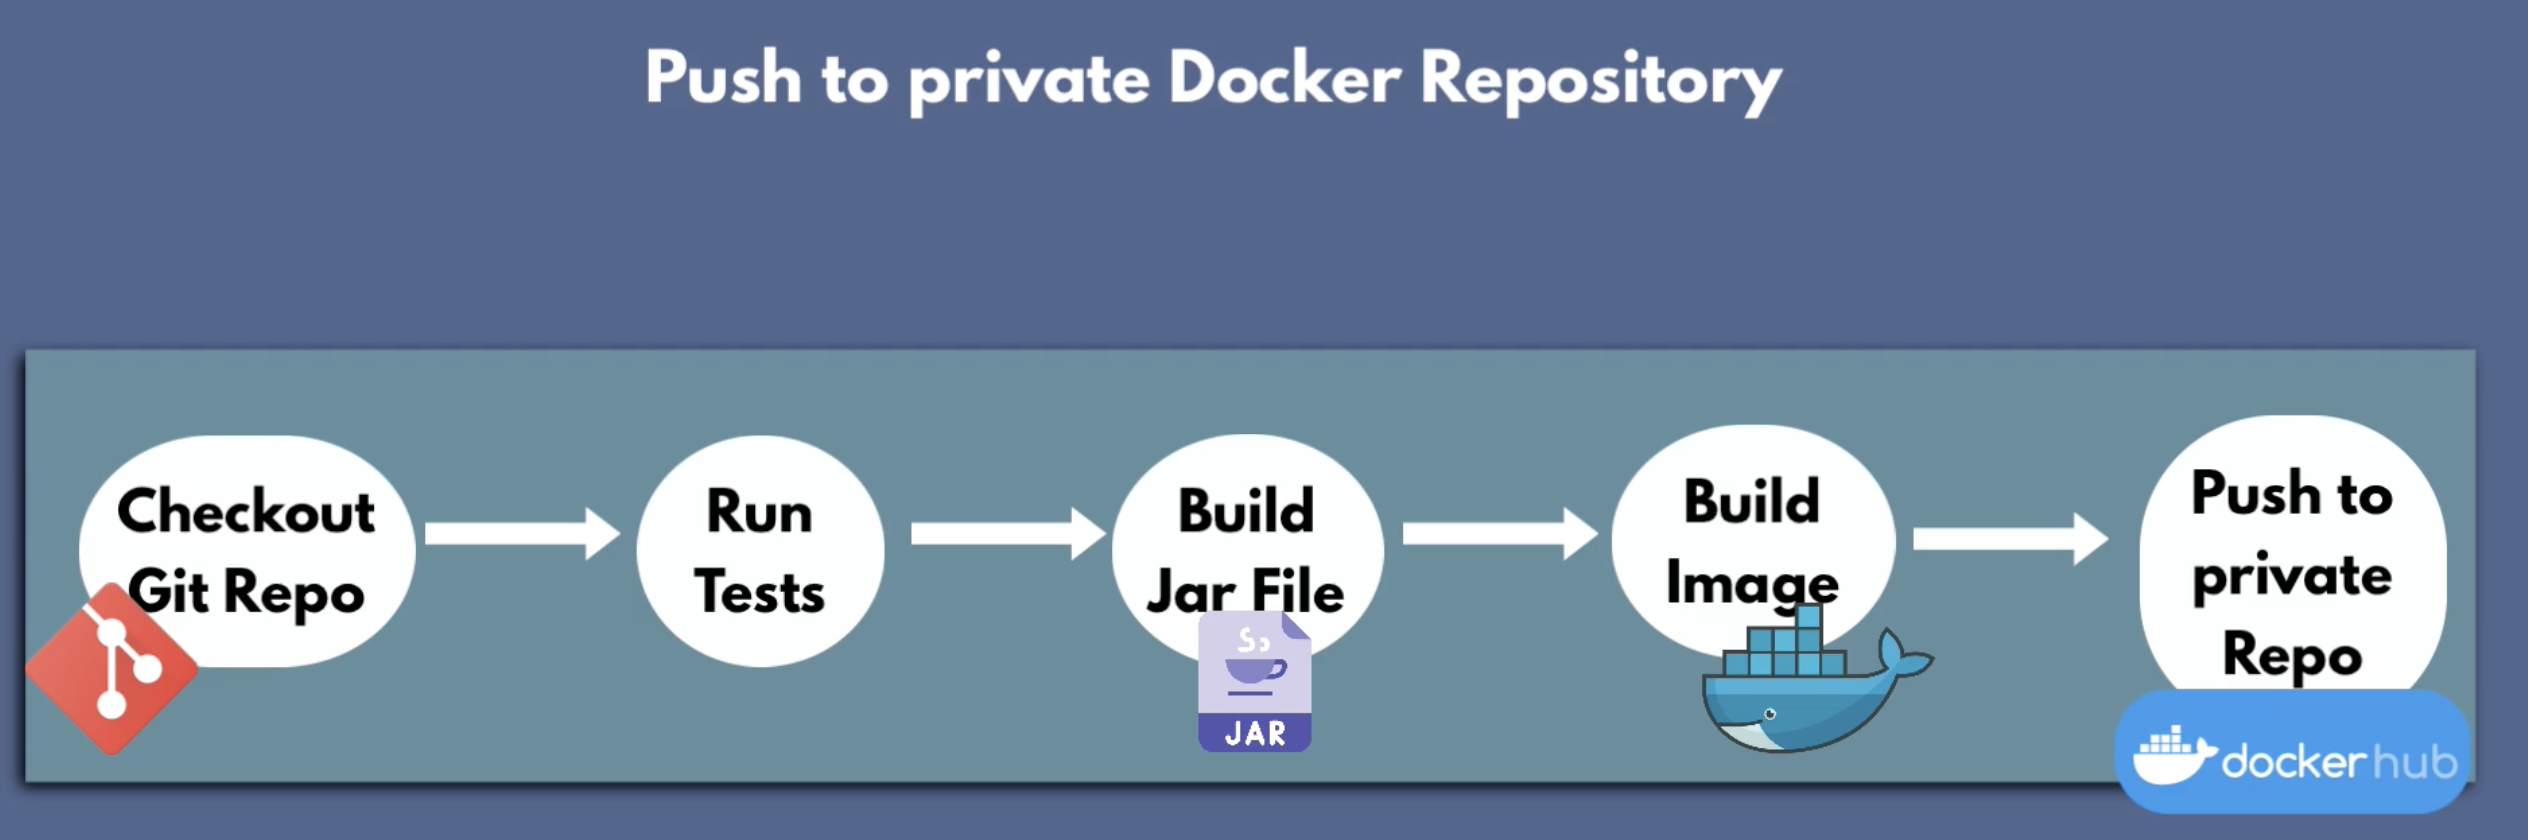 Push to private Docker Repository
Checkout
Git Repo
Run
Tests
Build
Jar File
JAR
Build
Image
Push to
private
Repo
dockerhub